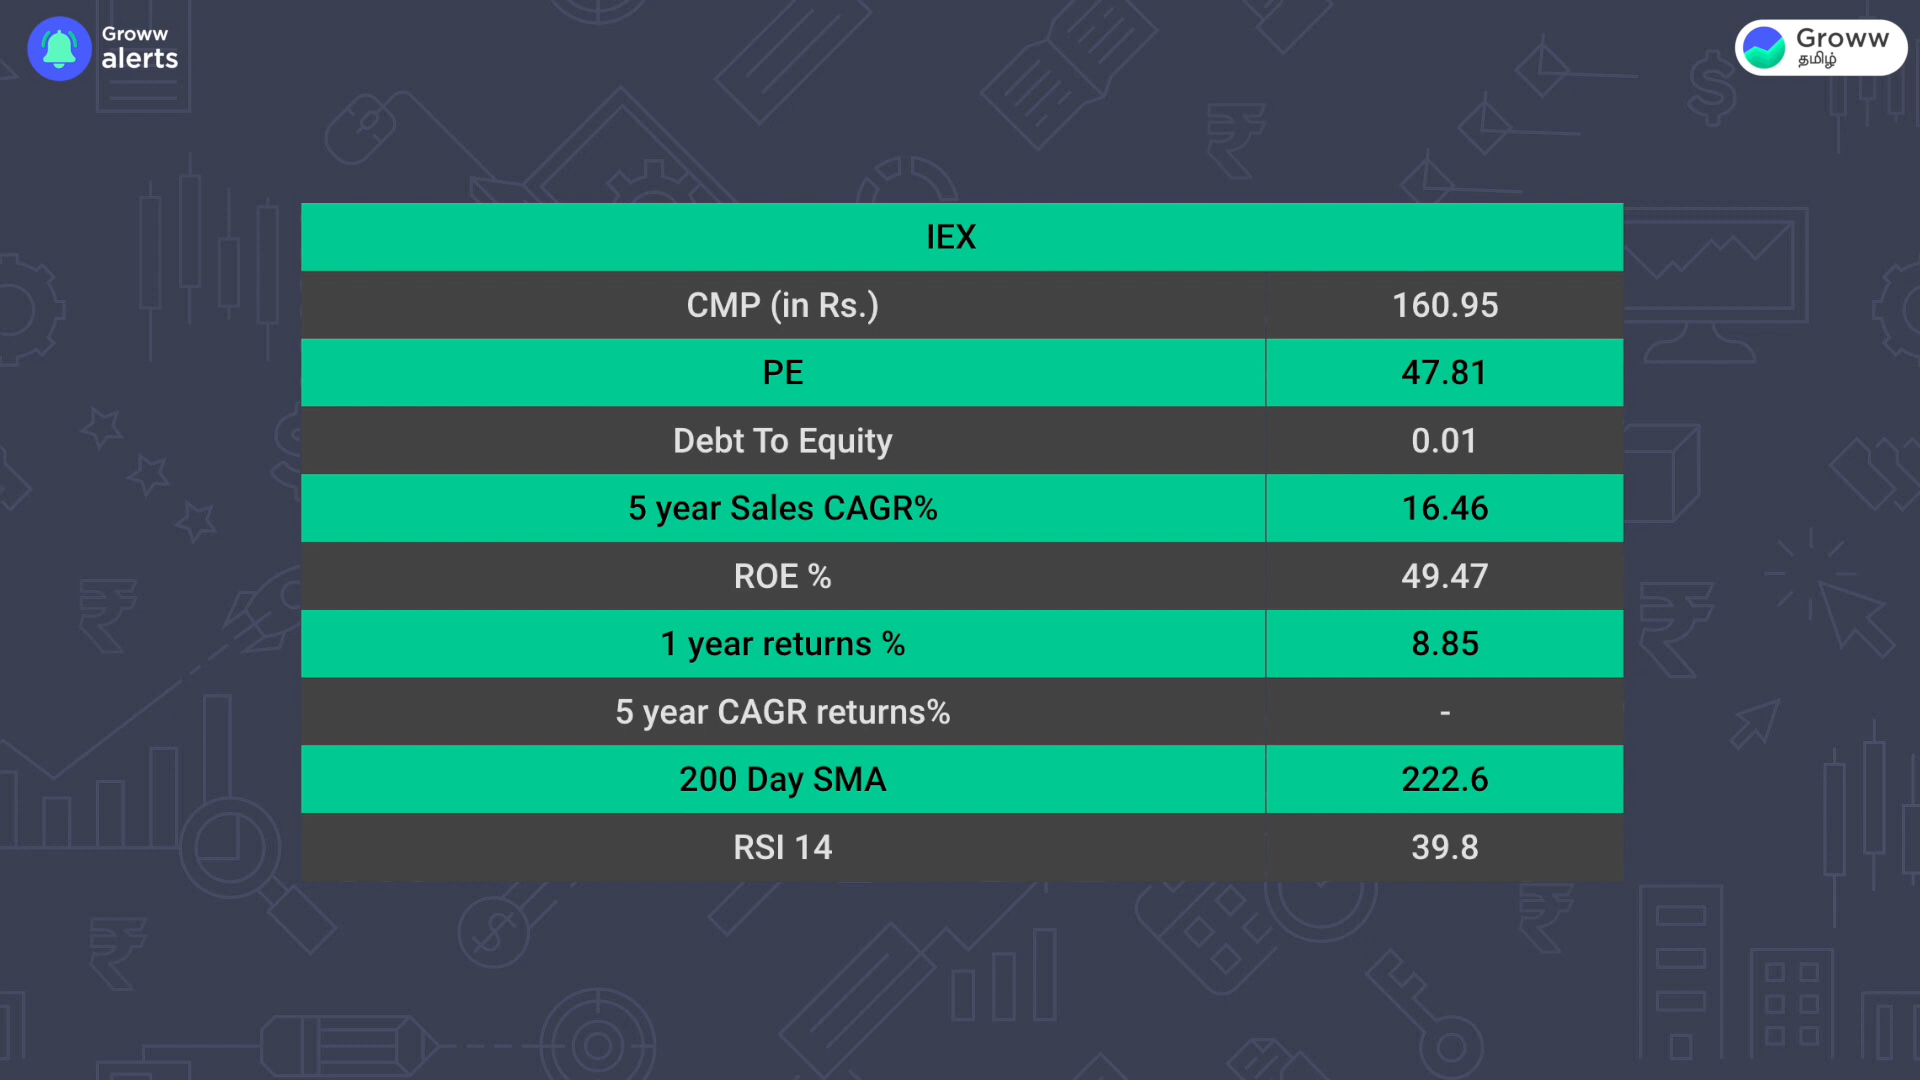 Groww
alerts
Groww
தமிழ்
IEX
CMP (in Rs.) 160.95
PE 47.81
Debt To Equity 0.01
5 year Sales CAGR% 16.46
ROE % 49.47
1 year returns % 8.85
5 year CAGR returns% -
200 Day SMA 222.6
RSI 14 39.8